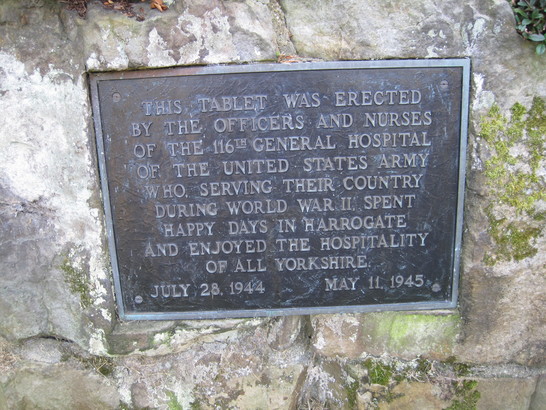 THIS TABLET WAS ERECTED
BY THE OFFICERS AND NURSES
OF THE 116TH GENERAL HOSPITAL
OF THE UNITED STATES ARMY
WHO, SERVING THEIR COUNTRY
DURING WORLD WAR II, SPENT
HAPPY DAYS IN HARROGATE
AND ENJOYED THE HOSPITALITY
OF ALL YORKSHIRE.
JULY 28, 1944 MAY 11, 1945